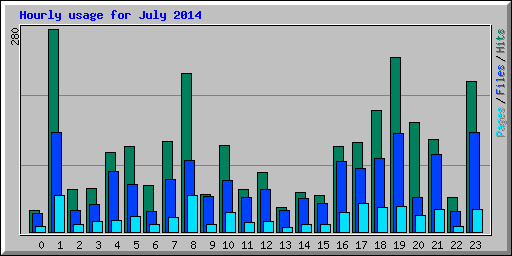 Hourly usage for July 2014
280
Pages/Files/Hits
0 1 2 3 4 5 6 7 8 9 10 11 12 13 14 15 16 17 18 19 20 21 22 23